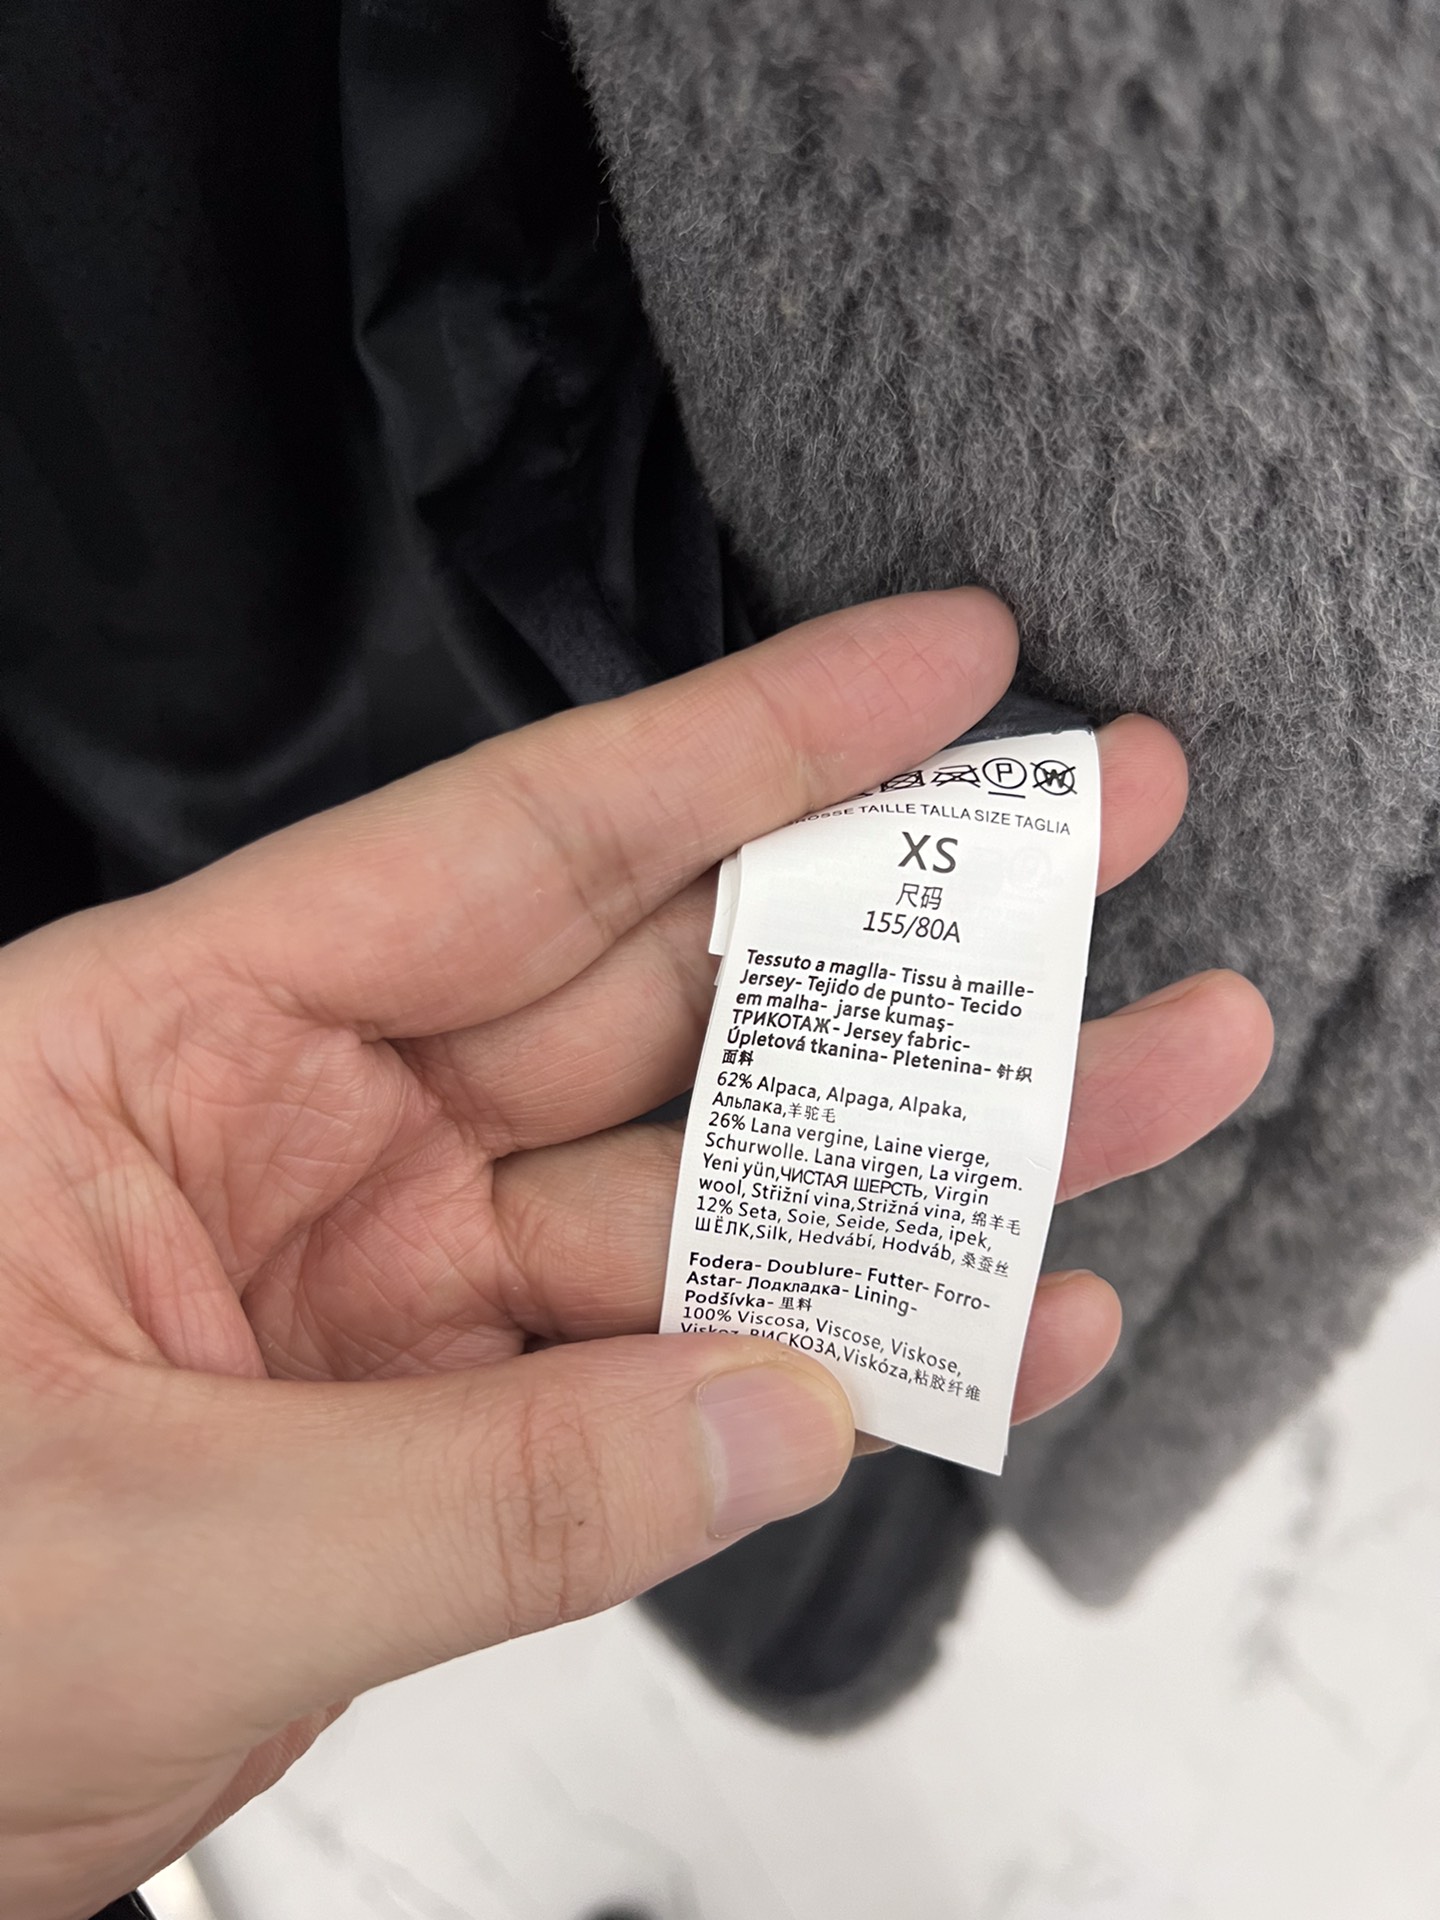 P W
TAILLE TALLA SIZE TAGLIA
XS
尺码
155/80A
Tessuto a maglla- Tissu à maille-
Jersey- Tejido de punto- Tecido
em malha- jarse kumaş-
ТРИКОТАЖ- Jersey fabric-
Úpletová tkanina- Pletenina- 针织
面料
62% Alpaca, Alpaga, Alpaka,
Альпака,羊驼毛
26% Lana vergine, Laine vierge,
Schurwolle. Lana virgen, La virgem.
Yeni yün,ЧИСТАЯ ШЕРСТЬ, Virgin
wool, Střižní vina,Strižná vina, 绵羊毛
12% Seta, Soie, Seide, Seda, ipek,
ШЁЛК,Silk, Hedvábí, Hodváb, 桑蚕丝
Fodera- Doublure- Futter- Forro-
Astar- Подкладка- Lining-
Podšívka- 里料
100% Viscosa, Viscose, Viskose,
Viskoz, ВИСКОЗА,Viskóza,粘胶纤维